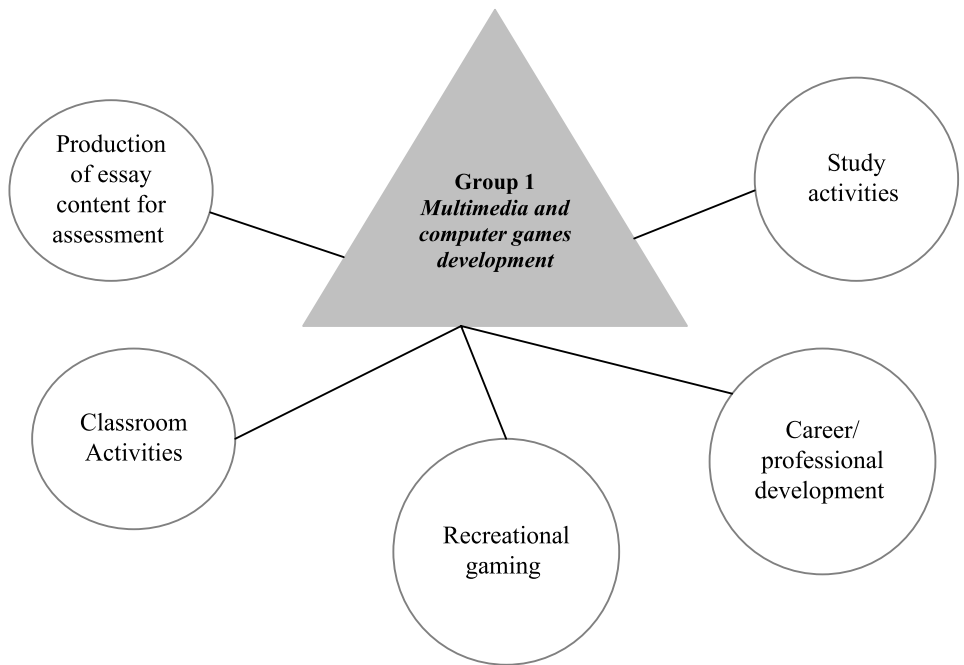 Production
of essay
content for
assessment
Group 1
Multimedia and
computer games
development
Study
activities
Classroom
Activities
Recreational
gaming
Career/
professional
development